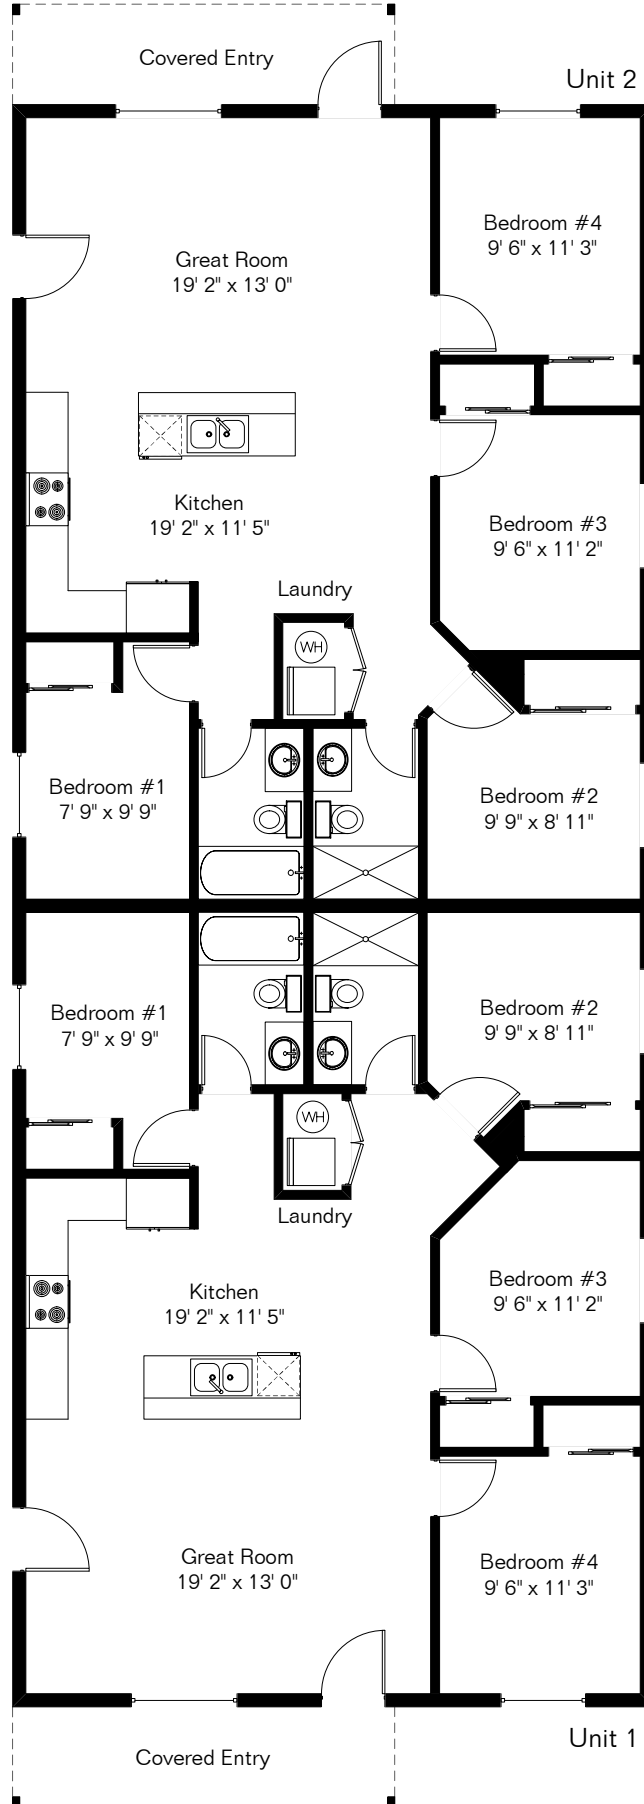 Covered Entry
Unit 2
Bedroom #4
9' 6" x 11' 3"
Great Room
19' 2" x 13' 0"
Kitchen
19' 2" x 11' 5"
Bedroom #3
9' 6" x 11' 2"
Laundry
WH
Bedroom #1
7' 9" x 9' 9"
Bedroom #2
9' 9" x 8' 11"
Bedroom #1
7' 9" x 9' 9"
Bedroom #2
9' 9" x 8' 11"
WH
Laundry
Kitchen
19' 2" x 11' 5"
Bedroom #3
9' 6" x 11' 2"
Great Room
19' 2" x 13' 0"
Bedroom #4
9' 6" x 11' 3"
Unit 1
Covered Entry